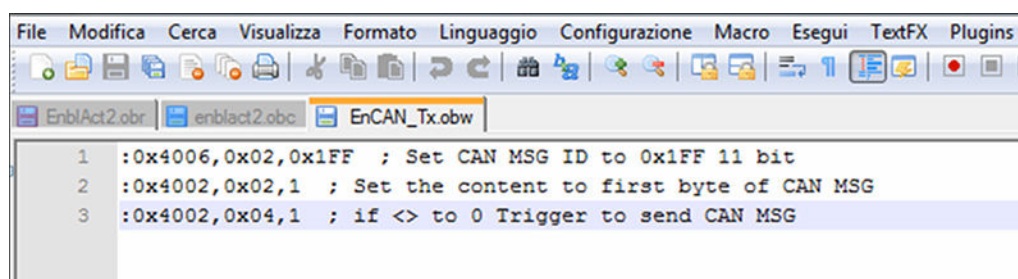 File Modifica Cerca Visualizza Formato Linguaggio Configurazione Macro Esegui TextFX Plugins
EnblAct2.obr enblact2.obc EnCAN_Tx.obw
1 :0x4006,0x02,0x1FF ; Set CAN MSG ID to 0x1FF 11 bit
2 :0x4002,0x02,1 ; Set the content to first byte of CAN MSG
3 :0x4002,0x04,1 ; if <> to 0 Trigger to send CAN MSG